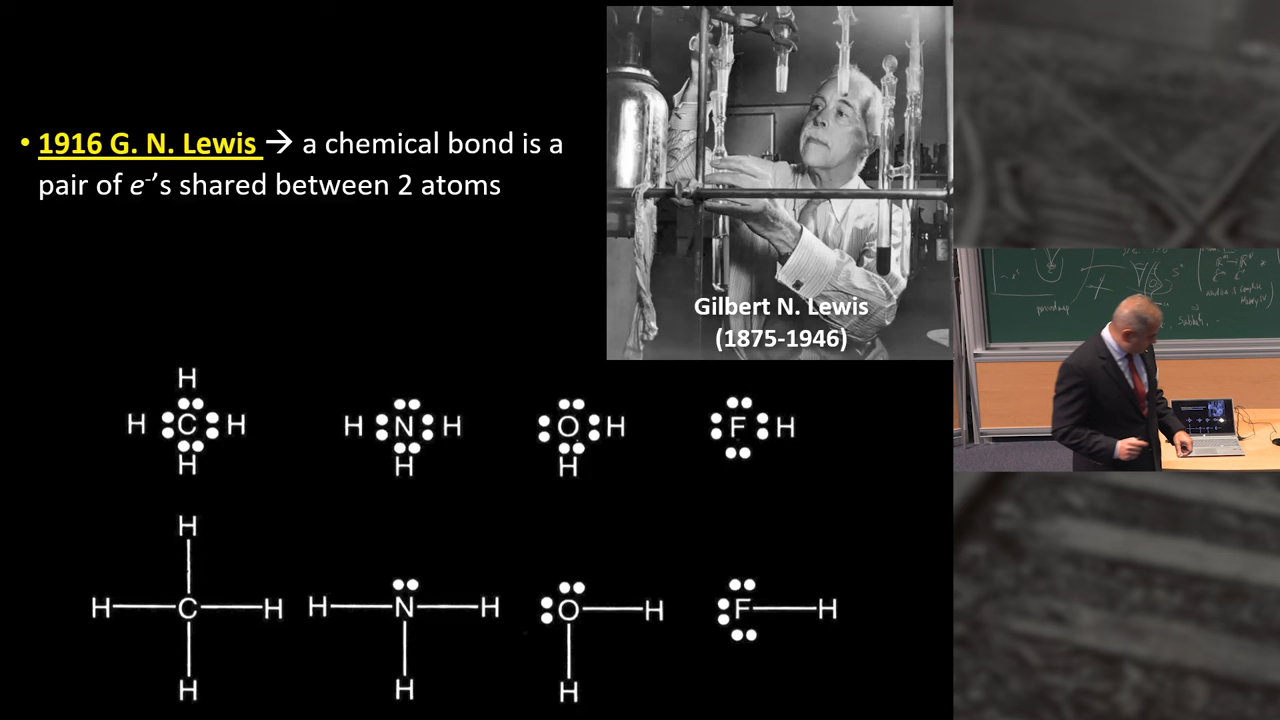 • 1916 G. N. Lewis → a chemical bond is a
pair of e⁻'s shared between 2 atoms
Gilbert N. Lewis
(1875-1946)
H
H C H
H
H N H
H
O H
H
F H
H
H C H
H
H N H
H
O H
H
F H